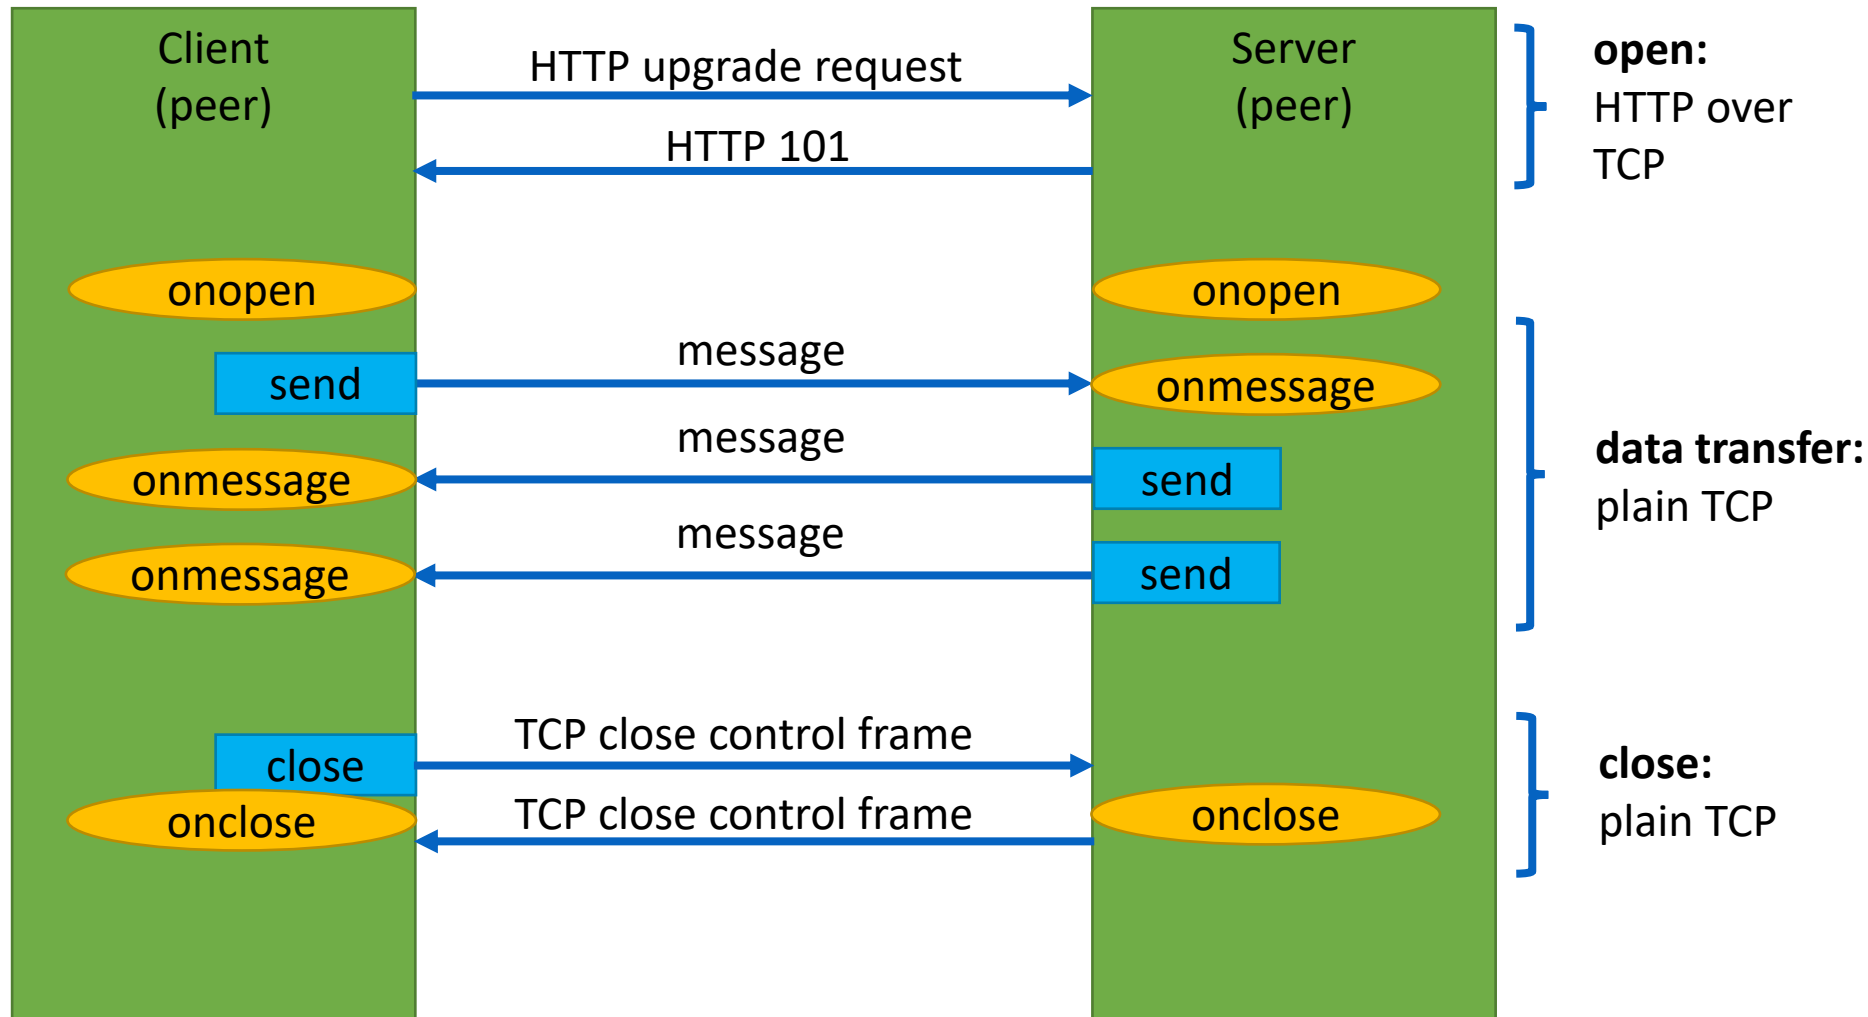 Client
(peer)
HTTP upgrade request
Server
(peer)
HTTP 101
open:
HTTP over
TCP
onopen
onopen
send
message
onmessage
onmessage
message
send
onmessage
message
send
data transfer:
plain TCP
close
TCP close control frame
onclose
TCP close control frame
onclose
close:
plain TCP